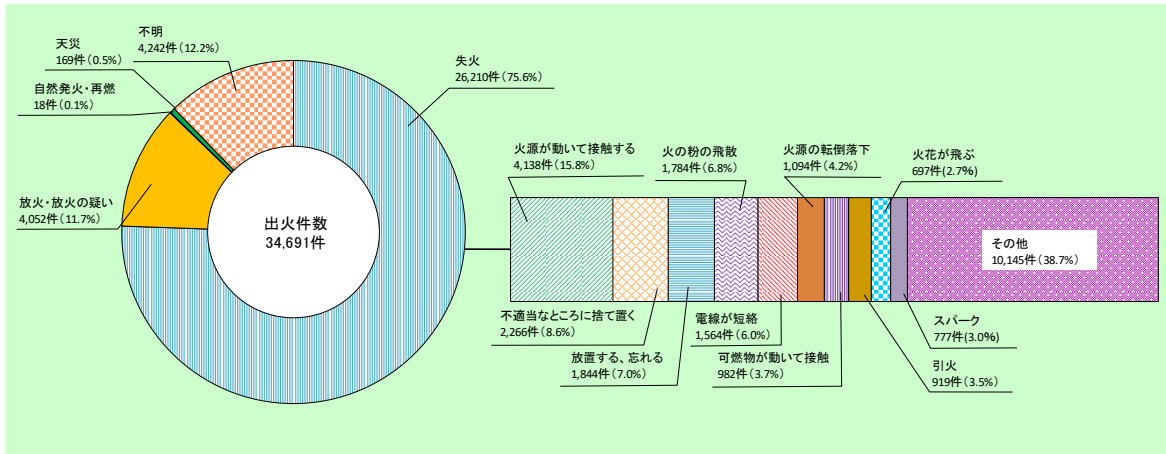 不明
4,242件(12.2%)
天災
169件(0.5%)
自然発火・再燃
18件(0.1%)
放火・放火の疑い
4,052件(11.7%)
失火
26,210件(75.6%)
出火件数
34,691件
火源が動いて接触する
4,138件(15.8%)
火の粉の飛散
1,784件(6.8%)
火源の転倒落下
1,094件(4.2%)
火花が飛ぶ
697件(2.7%)
その他
10,145件(38.7%)
不適当なところに捨て置く
2,266件(8.6%)
放置する、忘れる
1,844件(7.0%)
電線が短絡
1,564件(6.0%)
可燃物が動いて接触
982件(3.7%)
引火
919件(3.5%)
スパーク
777件(3.0%)